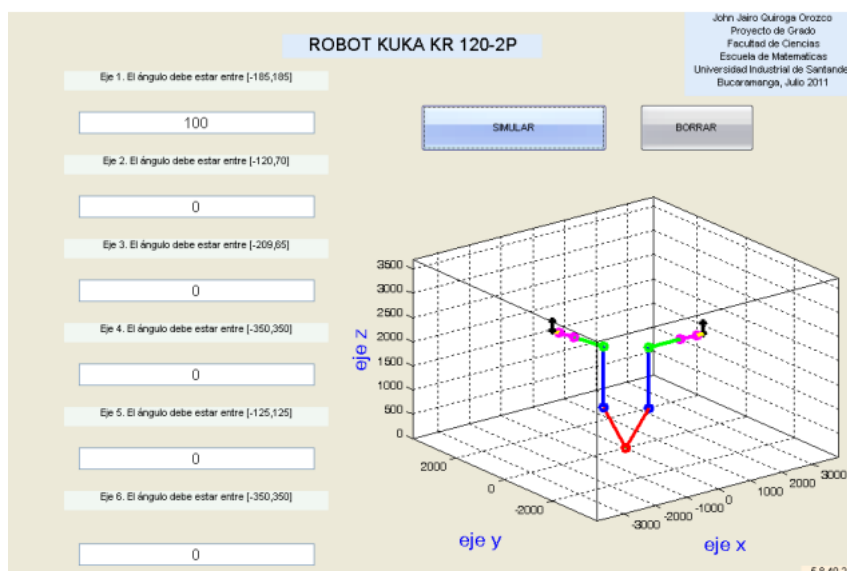 John Jairo Quiroga Orozco
Proyecto de Grado
Facultad de Ciencias
Escuela de Matematicas
Universidad Industrial de Santande
Bucaramanga, Julio 2011
ROBOT KUKA KR 120-2P
Eje 1. El ángulo debe estar entre [-185,185]
100
SIMULAR
BORRAR
Eje 2. El ángulo debe estar entre [-120,70]
0
Eje 3. El ángulo debe estar entre [-209,65]
0
Eje 4. El ángulo debe estar entre [-350,350]
0
Eje 5. El ángulo debe estar entre [-125,125]
0
Eje 6. El ángulo debe estar entre [-350,350]
0
3500
3000
2500
2000
1500
1000
500
0
eje z
2000
0
-2000
eje y
-3000
-2000
-1000
0
1000
2000
3000
eje x